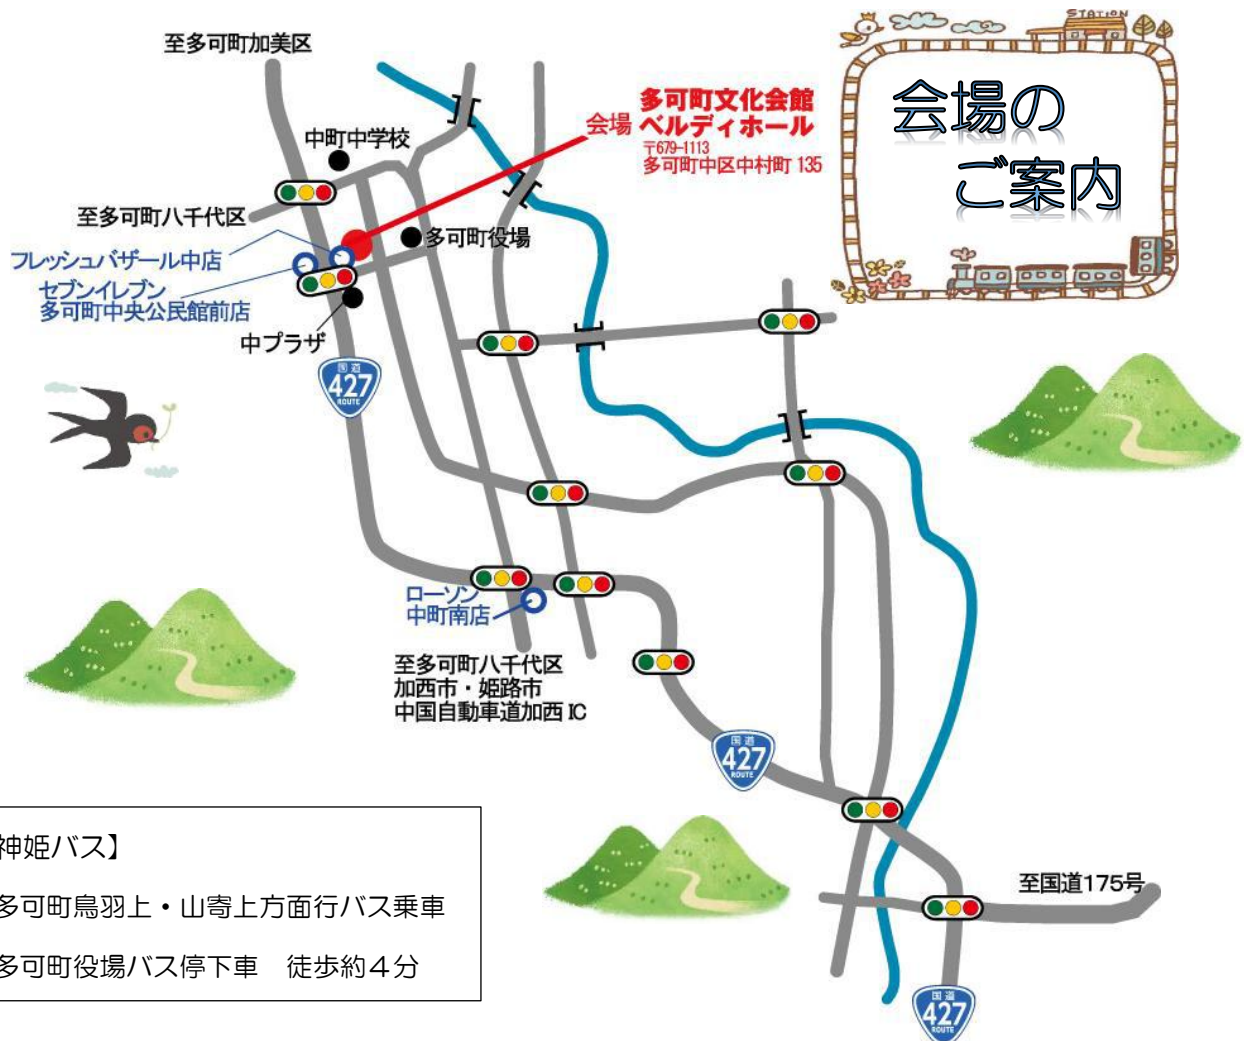 STATION
会場の
ご案内
至多可町加美区
多可町文化会館
会場 ベルディホール
〒679-1113
多可町中区中村町 135
中町中学校
至多可町八千代区
多可町役場
フレッシュバザール中店
セブンイレブン
多可町中央公民館前店
中プラザ
国道
427
ROUTE
ローソン
中町南店
至多可町八千代区
加西市・姫路市
中国自動車道加西 IC
国道
427
ROUTE
神姫バス】
多可町鳥羽上・山寄上方面行バス乗車
多可町役場バス停下車　徒歩約４分
至国道175号
国道
427
ROUTE